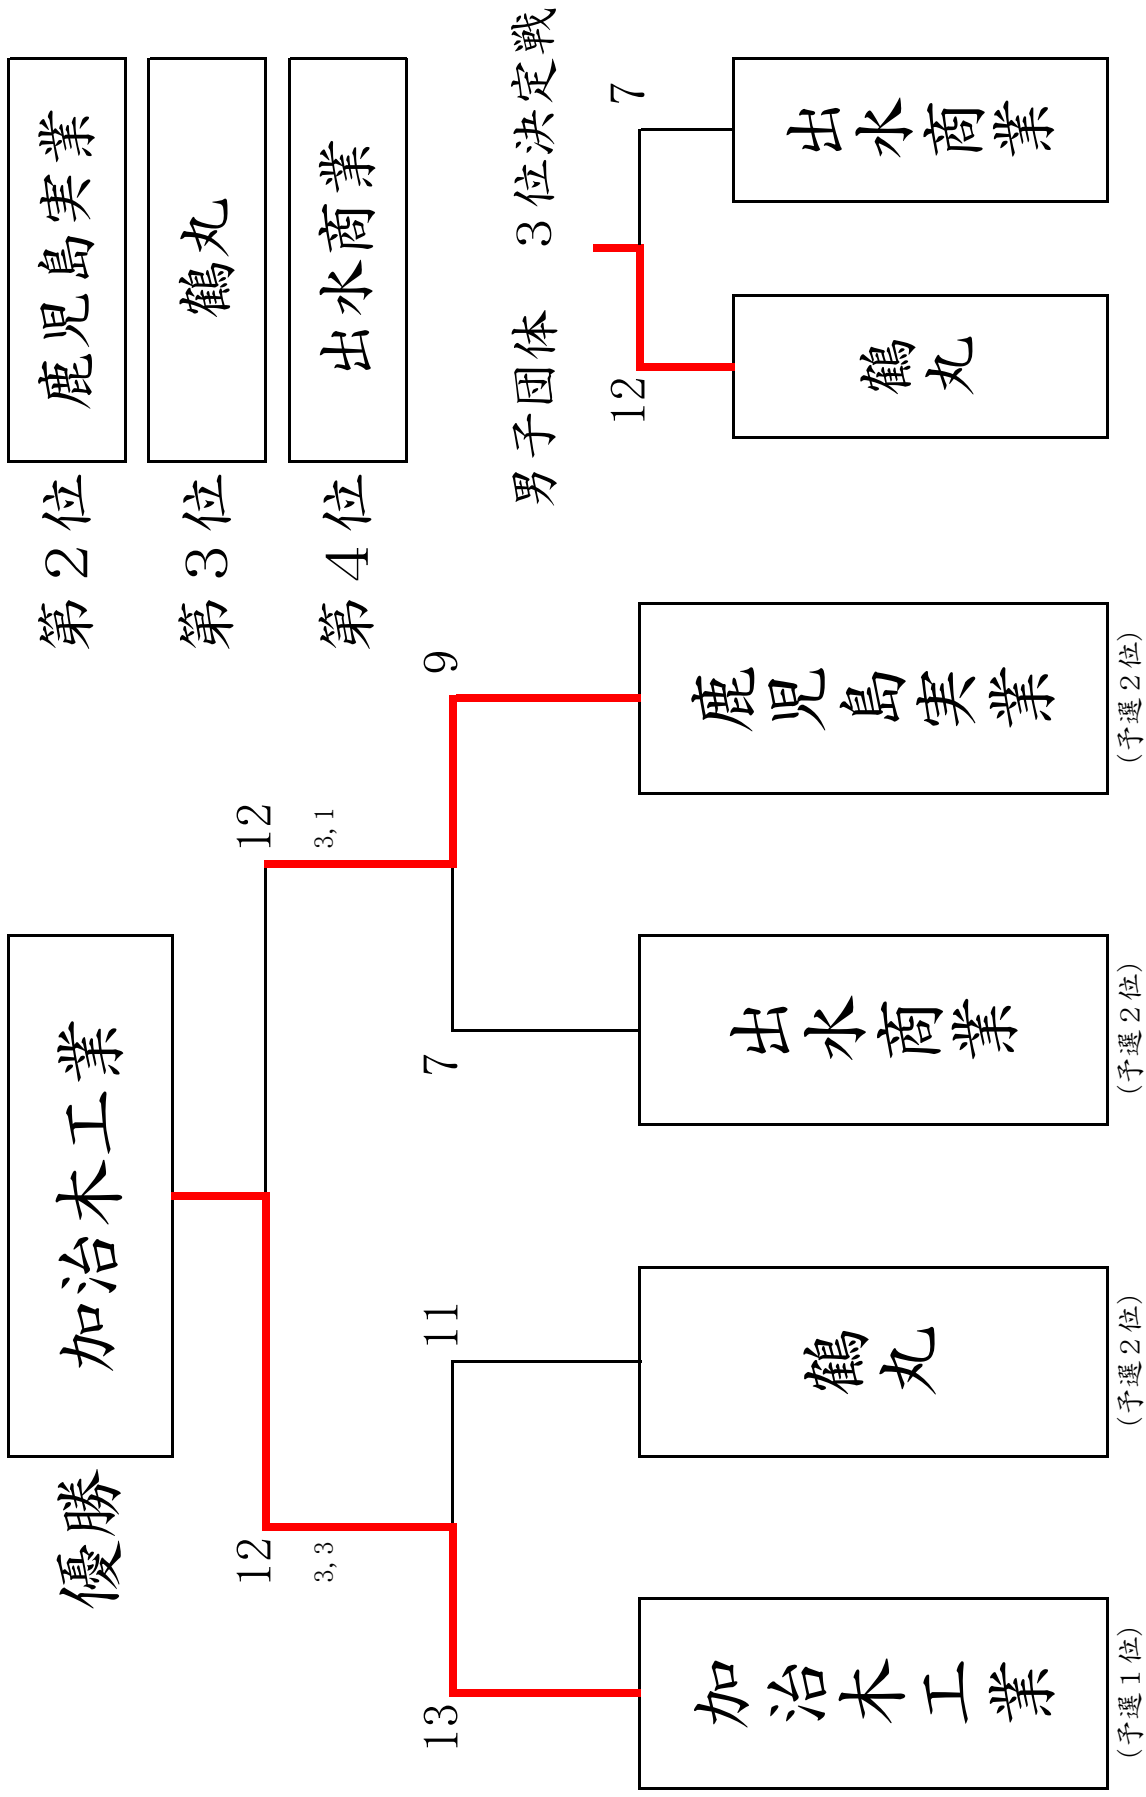 優勝
加治木工業
第２位
鹿児島実業
第３位
鶴丸
第４位
出水商業
12
12
3,3
3,1
13
11
7
9
加治木工業
鶴丸
出水商業
鹿児島実業
(予選１位)
(予選２位)
(予選２位)
(予選２位)
男子団体　３位決定戦
12
7
鶴丸
出水商業